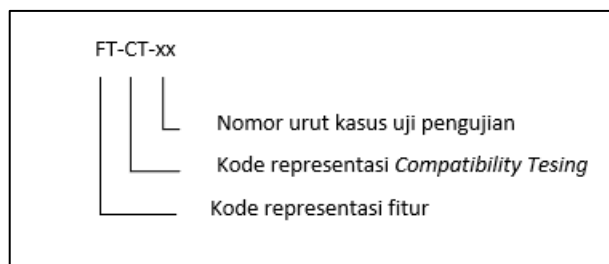 FT-CT-xx
Nomor urut kasus uji pengujian
Kode representasi Compatibility Tesing
Kode representasi fitur